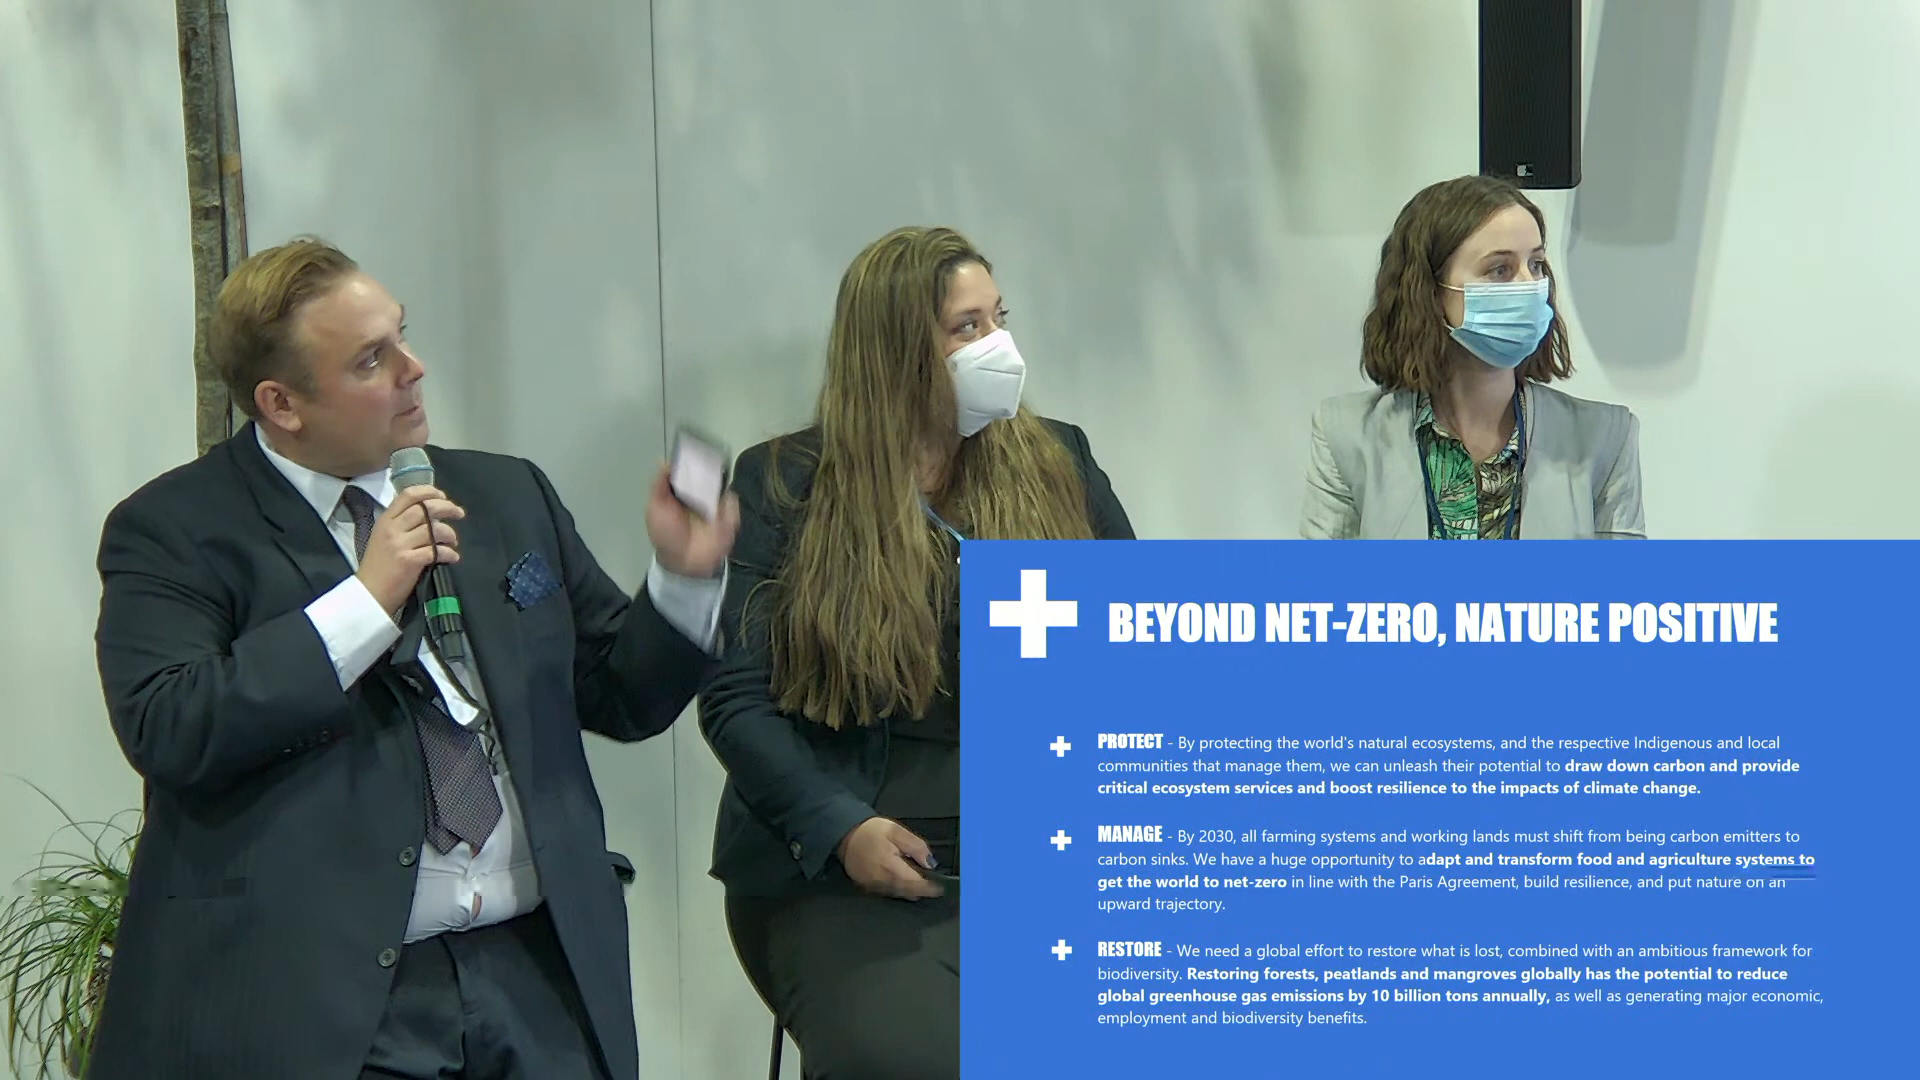 BEYOND NET-ZERO, NATURE POSITIVE
PROTECT - By protecting the world's natural ecosystems, and the respective Indigenous and local
communities that manage them, we can unleash their potential to draw down carbon and provide
critical ecosystem services and boost resilience to the impacts of climate change.
MANAGE - By 2030, all farming systems and working lands must shift from being carbon emitters to
carbon sinks. We have a huge opportunity to adapt and transform food and agriculture systems to
get the world to net-zero in line with the Paris Agreement, build resilience, and put nature on an
upward trajectory.
RESTORE - We need a global effort to restore what is lost, combined with an ambitious framework for
biodiversity. Restoring forests, peatlands and mangroves globally has the potential to reduce
global greenhouse gas emissions by 10 billion tons annually, as well as generating major economic,
employment and biodiversity benefits.